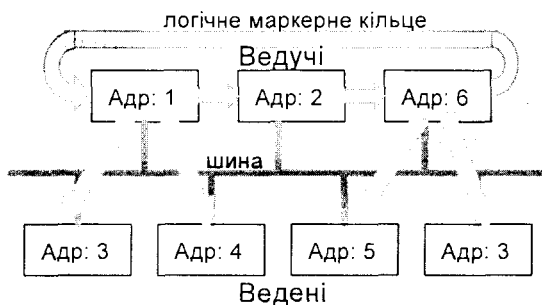 логічне маркерне кільце
Ведучі
Адр: 1 Адр: 2 Адр: 6
шина
Адр: 3 Адр: 4 Адр: 5 Адр: 3
Ведені